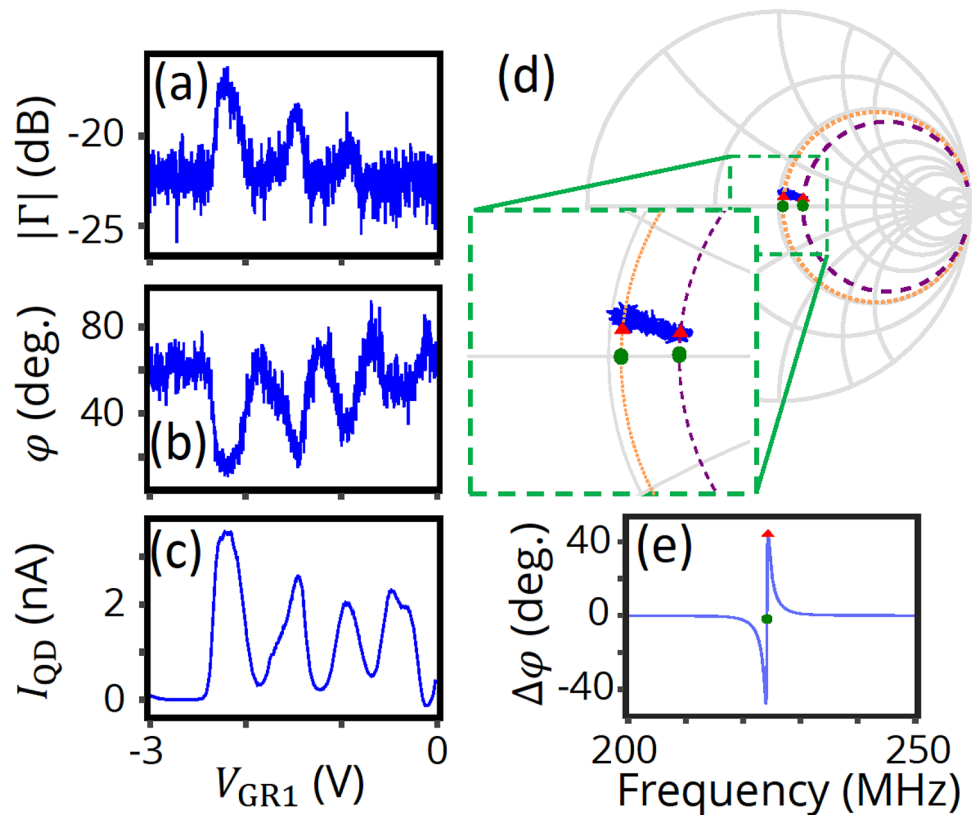 (a)
|Γ| (dB)
-20
-25
(b)
φ (deg.)
80
40
(c)
I_QD (nA)
2
0
-3
0
V_GR1 (V)
(d)
(e)
Δφ (deg.)
40
0
-40
200
250
Frequency (MHz)